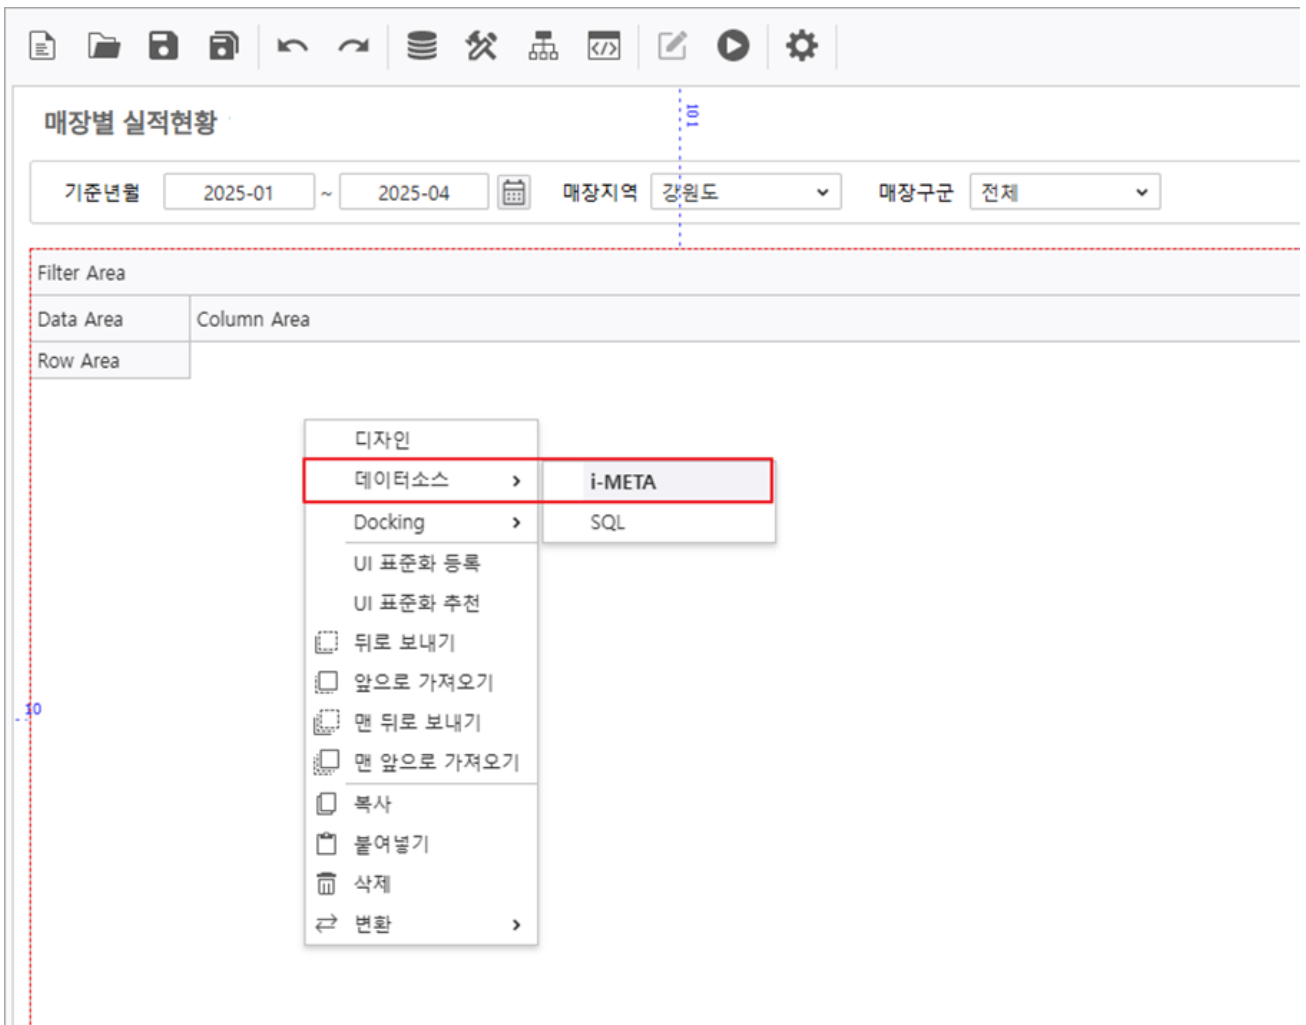 매장별 실적현황
101
기준년월 2025-01 ~ 2025-04 매장지역 강원도 매장구군 전체
Filter Area
Data Area Column Area
Row Area
디자인
데이터소스 i-META
Docking SQL
UI 표준화 등록
UI 표준화 추천
뒤로 보내기
앞으로 가져오기
10
맨 뒤로 보내기
맨 앞으로 가져오기
복사
붙여넣기
삭제
변환